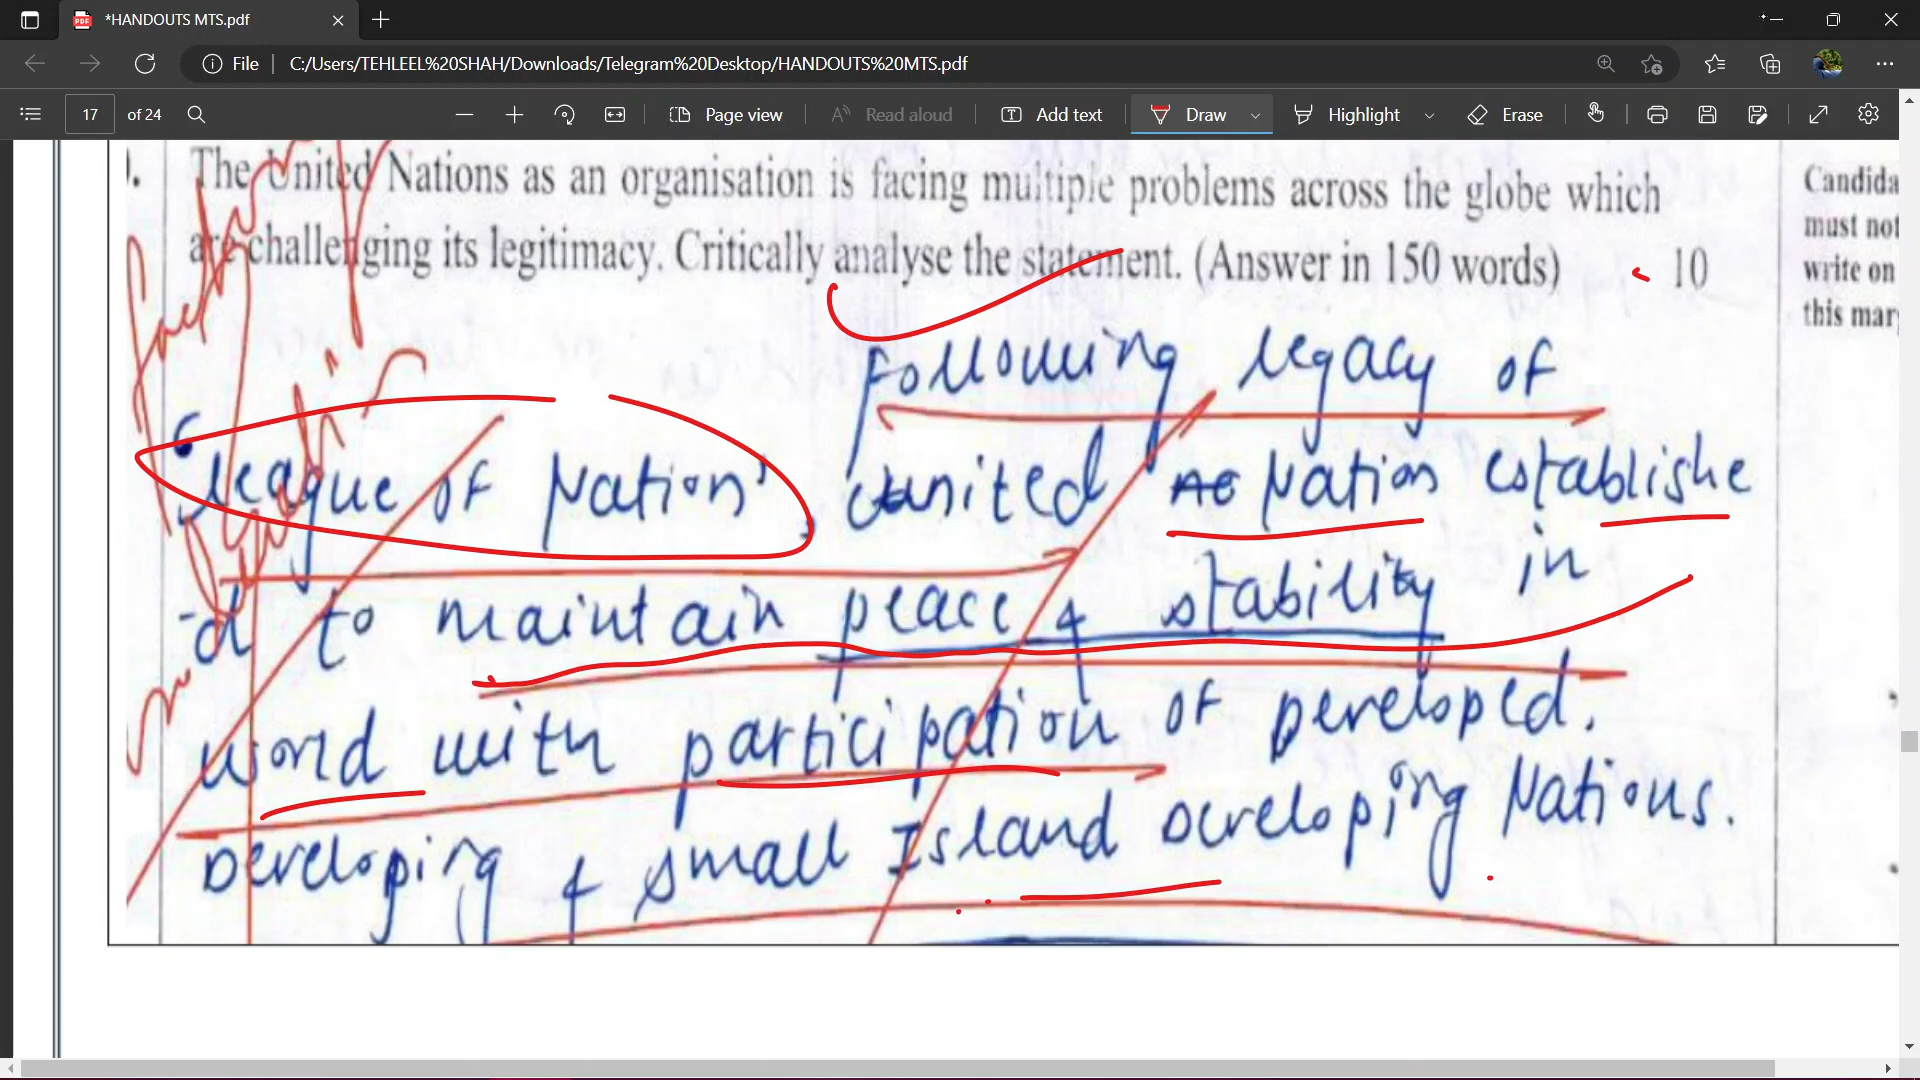 *HANDOUTS MTS.pdf
File
C:/Users/TEHLEEL%20SHAH/Downloads/Telegram%20Desktop/HANDOUTS%20MTS.pdf
17 of 24
Page view
Read aloud
Add text
Draw
Highlight
Erase
The United Nations as an organisation is facing multiple problems across the globe which
are challenging its legitimacy. Critically analyse the statement. (Answer in 150 words) 10
Candida
must not
write on
this mar
Following legacy of
'League of Nation', United Nation establishe
-d to maintain peace & stability in
world with participation of Developed,
Developing & small Island Developing Nations.